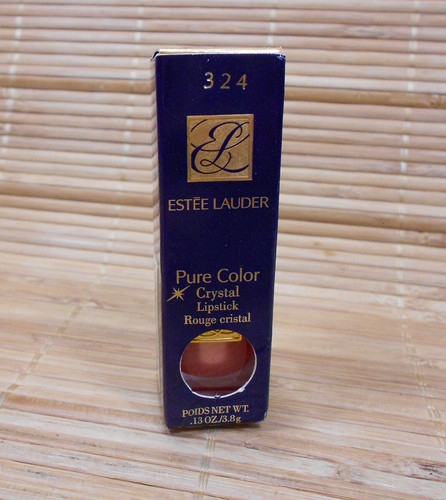 324
EL
ESTĒE LAUDER
Pure Color
Crystal
Lipstick
Rouge cristal
POIDS NET WT.
.13 OZ./3.8g